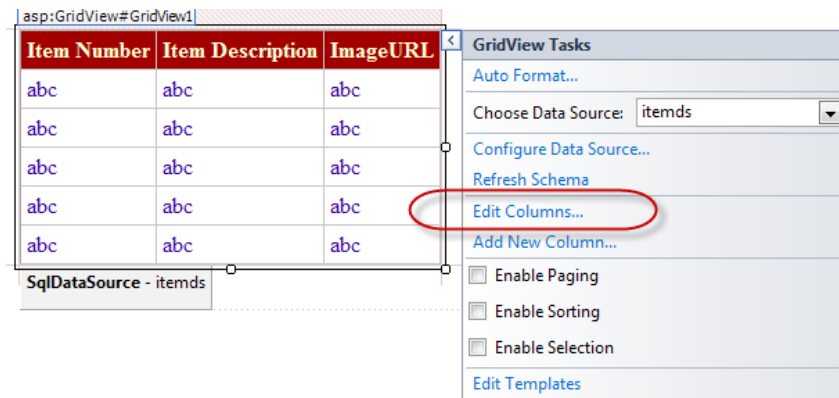 asp:GridView#GridView1
Item Number Item Description ImageURL
abc abc abc
abc abc abc
abc abc abc
abc abc abc
abc abc abc
SqlDataSource - itemds
GridView Tasks
Auto Format...
Choose Data Source: itemds
Configure Data Source...
Refresh Schema
Edit Columns...
Add New Column...
Enable Paging
Enable Sorting
Enable Selection
Edit Templates